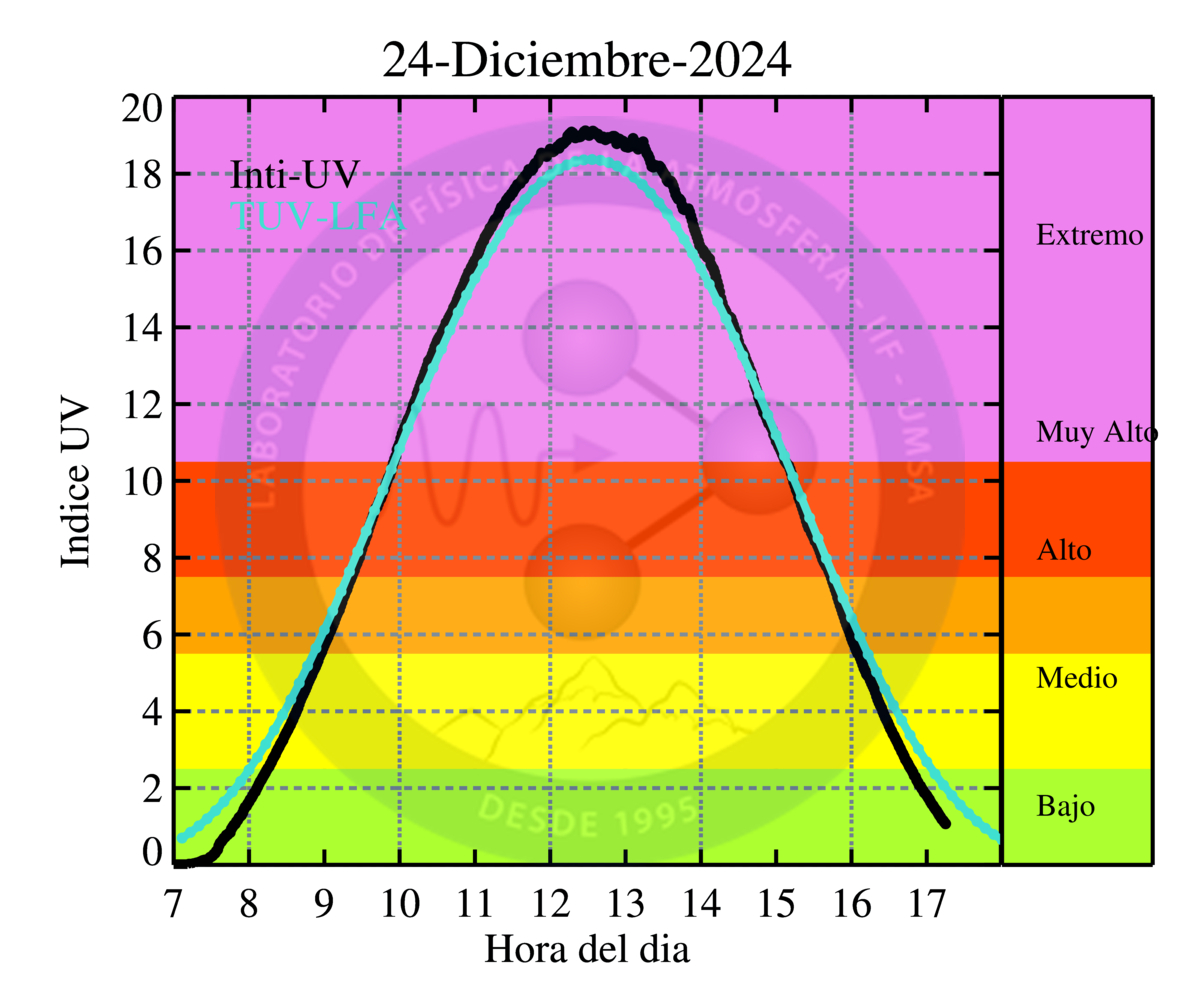 24-Diciembre-2024
Inti-UV
TUV-LFA
LABORATORIO DE FÍSICA DE LA ATMÓSFERA - IIF - UMSA
DESDE 1995
Indice UV
20
18
16
14
12
10
8
6
4
2
0
Extremo
Muy Alto
Alto
Medio
Bajo
7 8 9 10 11 12 13 14 15 16 17
Hora del dia